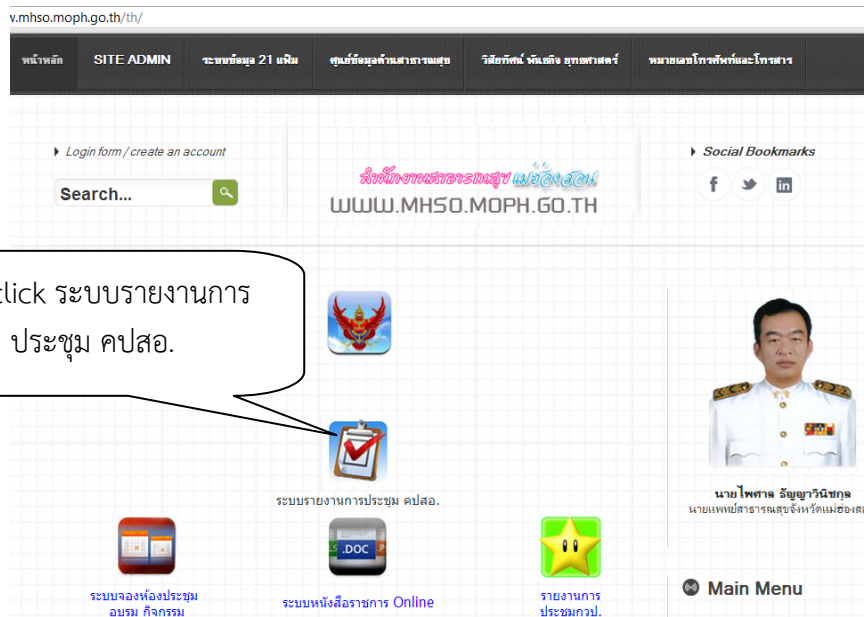 v.mhso.moph.go.th/th/
หน้าหลัก SITE ADMIN ระบบข้อมูล 21 แฟ้ม ศูนย์ข้อมูลด้านสาธารณสุข วิสัยทัศน์ พันธกิจ ยุทธศาสตร์ หมายเลขโทรศัพท์และโทรสาร
Login form / create an account
Search...
สำนักงานสาธารณสุข แม่ฮ่องสอน
WWW.MHSO.MOPH.GO.TH
Social Bookmarks
click ระบบรายงานการ
ประชุม คปสอ.
ระบบรายงานการประชุม คปสอ.
.DOC
นายไพศาล ธัญญาวินิชกุล
นายแพทย์สาธารณสุขจังหวัดแม่ฮ่องส
ระบบจองห้องประชุม
อบรม กิจกรรม
ระบบหนังสือราชการ Online
รายงานการ
ประชุมกวป.
Main Menu